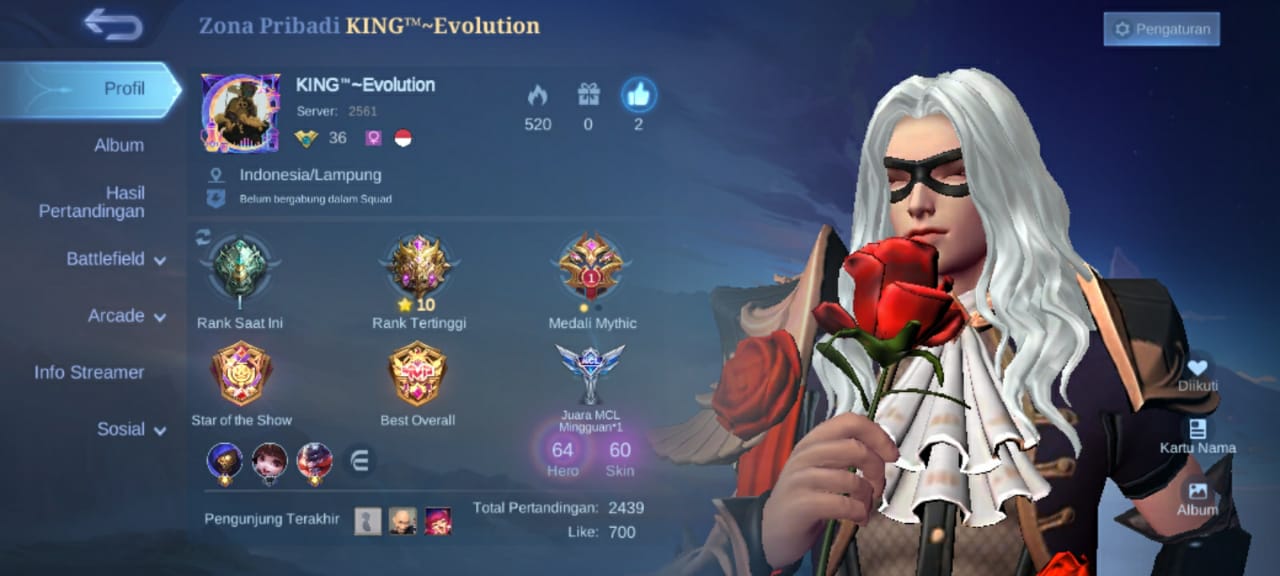 Zona Pribadi KING™~Evolution
Pengaturan
Profil
Album
Hasil
Pertandingan
Battlefield
Arcade
Info Streamer
Sosial
KING™~Evolution
Server: 2561
36
520
0
2
Indonesia/Lampung
Belum bergabung dalam Squad
Rank Saat Ini
10
Rank Tertinggi
1
Medali Mythic
Star of the Show
MVP
Best Overall
MCL
Juara MCL
Mingguan*1
64
Hero
60
Skin
Pengunjung Terakhir
Total Pertandingan: 2439
Like: 700
Diikuti
Kartu Nama
Album